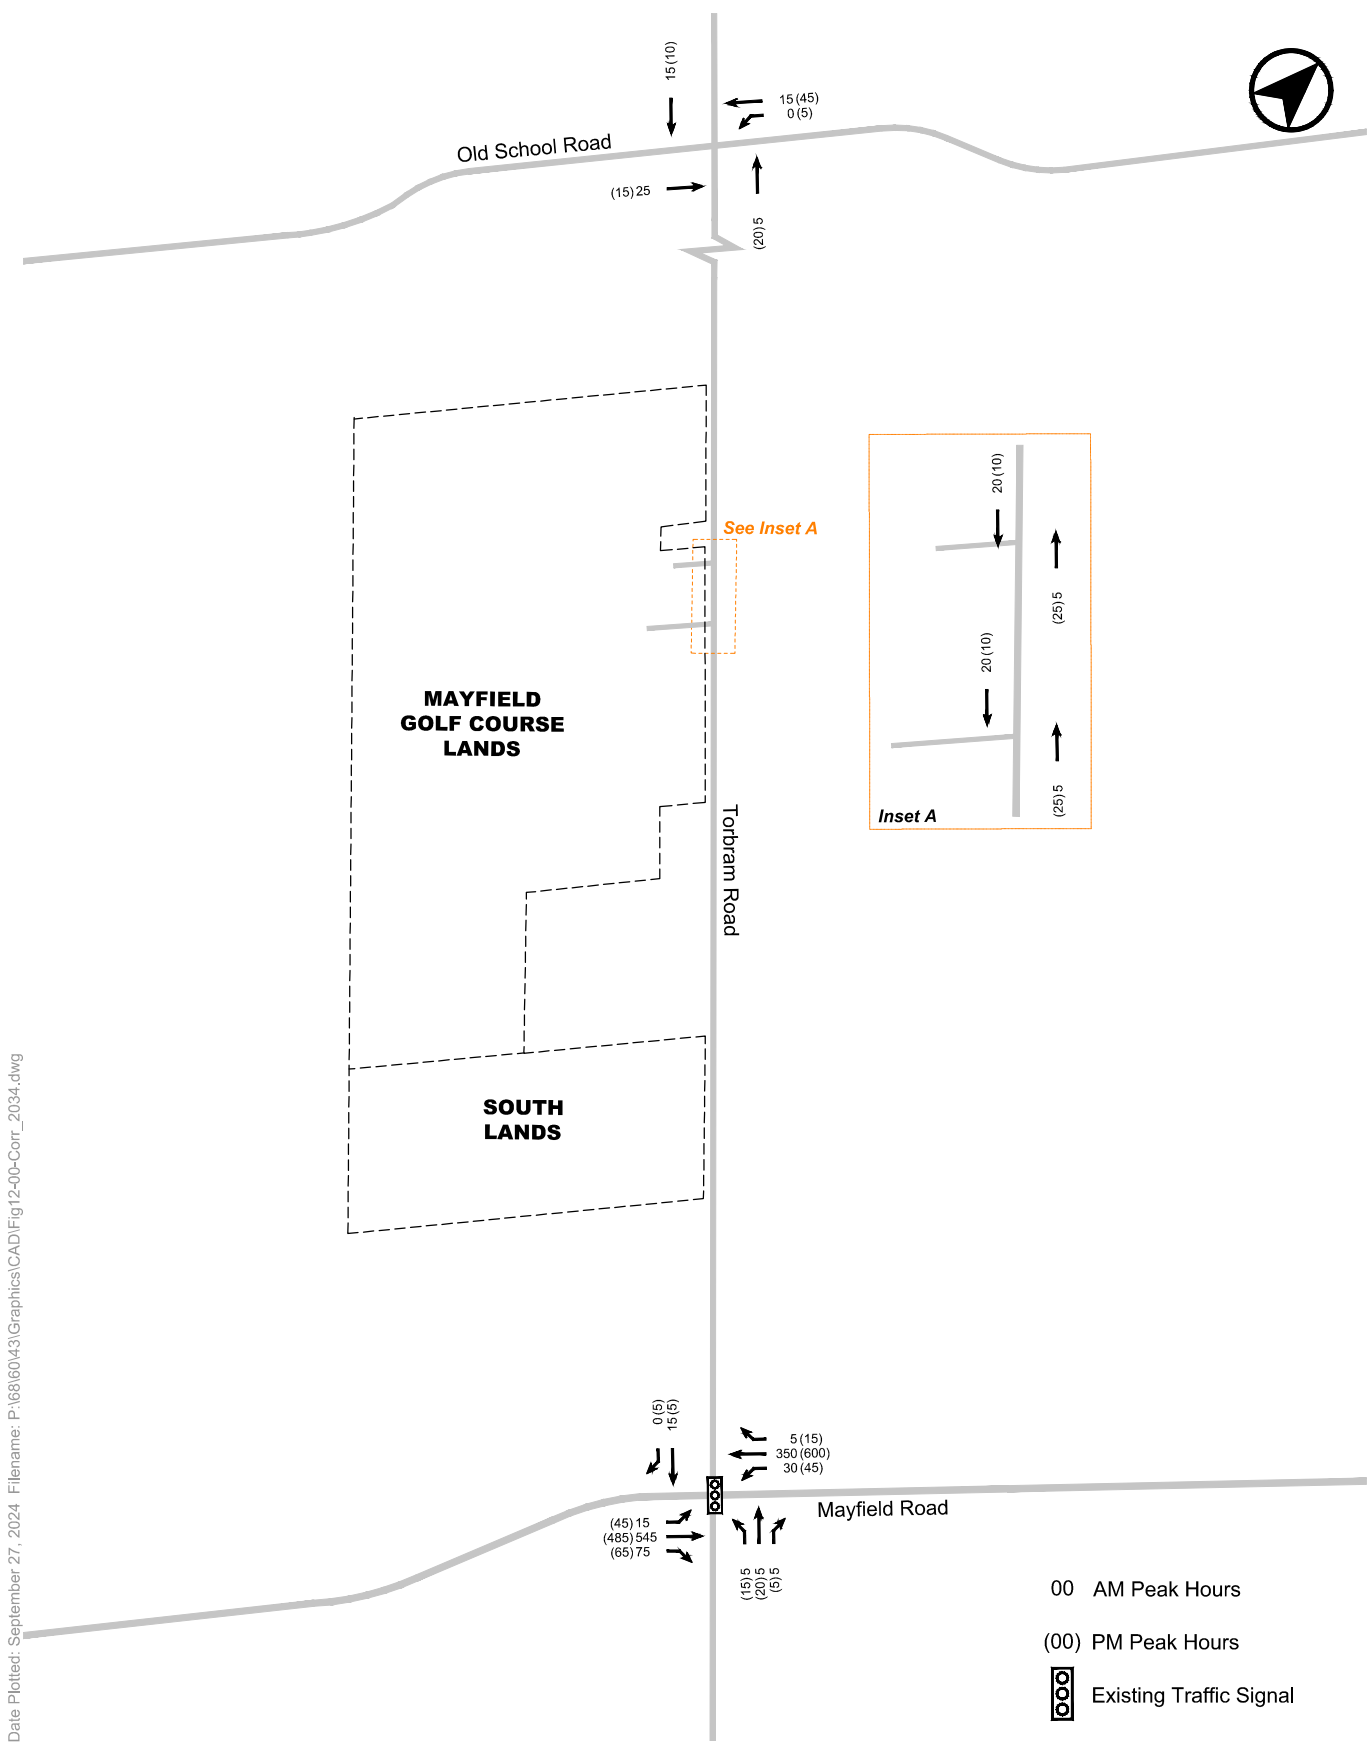 15 (10)
15 (45)
0 (5)
Old School Road
(15) 25
(20) 5
See Inset A
20 (10)
(25) 5
20 (10)
(25) 5
Inset A
MAYFIELD
GOLF COURSE
LANDS
Torbram Road
SOUTH
LANDS
0 (5)
15 (5)
5 (15)
350 (600)
30 (45)
Mayfield Road
(45) 15
(485) 545
(65) 75
(15) 5
(20) 5
(5) 5
00 AM Peak Hours
(00) PM Peak Hours
Existing Traffic Signal
Date Plotted: September 27, 2024 Filename: P:\68\60\43\Graphics\CAD\Fig12-00-Corr_2034.dwg